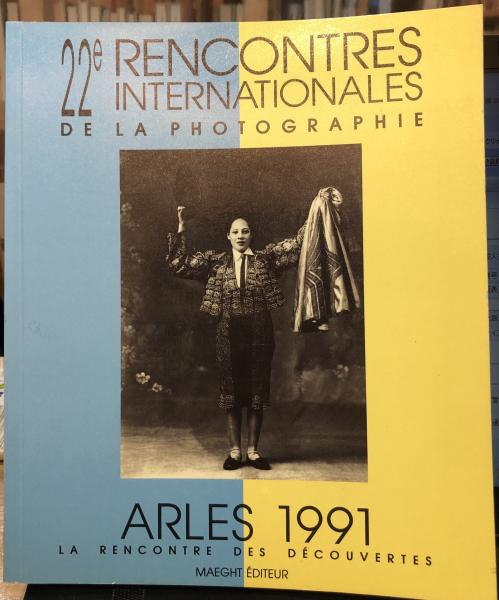 22e RENCONTRES
INTERNATIONALES
DE LA PHOTOGRAPHIE
ARLES 1991
LA RENCONTRE DES DÉCOUVERTES
MAEGHT ÉDITEUR